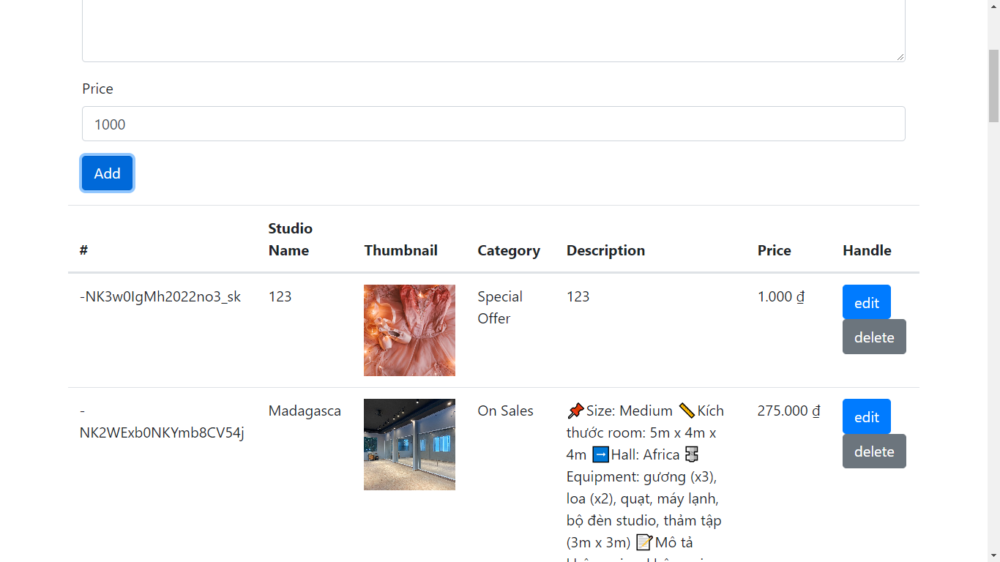 Price
1000
Add
# Studio Name Thumbnail Category Description Price Handle
-NK3w0IgMh2022no3_sk 123 Special Offer 123 1.000 ₫ edit
delete
-NK2WExb0NKYmb8CV54j Madagasca On Sales 📌Size: Medium 📏Kích 275.000 ₫ edit
thước room: 5m x 4m x
delete
4m ➡️Hall: Africa 🗜
Equipment: gương (x3),
loa (x2), quạt, máy lạnh,
bộ đèn studio, thảm tập
(3m x 3m) 📝Mô tả